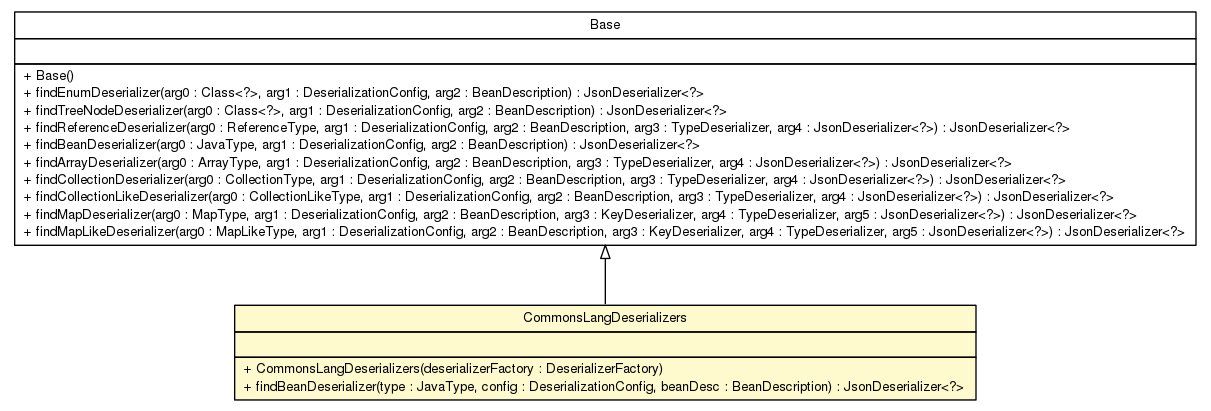 Base
+ Base()
+ findEnumDeserializer(arg0 : Class<?>, arg1 : DeserializationConfig, arg2 : BeanDescription) : JsonDeserializer<?>
+ findTreeNodeDeserializer(arg0 : Class<?>, arg1 : DeserializationConfig, arg2 : BeanDescription) : JsonDeserializer<?>
+ findReferenceDeserializer(arg0 : ReferenceType, arg1 : DeserializationConfig, arg2 : BeanDescription, arg3 : TypeDeserializer, arg4 : JsonDeserializer<?>) : JsonDeserializer<?>
+ findBeanDeserializer(arg0 : JavaType, arg1 : DeserializationConfig, arg2 : BeanDescription) : JsonDeserializer<?>
+ findArrayDeserializer(arg0 : ArrayType, arg1 : DeserializationConfig, arg2 : BeanDescription, arg3 : TypeDeserializer, arg4 : JsonDeserializer<?>) : JsonDeserializer<?>
+ findCollectionDeserializer(arg0 : CollectionType, arg1 : DeserializationConfig, arg2 : BeanDescription, arg3 : TypeDeserializer, arg4 : JsonDeserializer<?>) : JsonDeserializer<?>
+ findCollectionLikeDeserializer(arg0 : CollectionLikeType, arg1 : DeserializationConfig, arg2 : BeanDescription, arg3 : TypeDeserializer, arg4 : JsonDeserializer<?>) : JsonDeserializer<?>
+ findMapDeserializer(arg0 : MapType, arg1 : DeserializationConfig, arg2 : BeanDescription, arg3 : KeyDeserializer, arg4 : TypeDeserializer, arg5 : JsonDeserializer<?>) : JsonDeserializer<?>
+ findMapLikeDeserializer(arg0 : MapLikeType, arg1 : DeserializationConfig, arg2 : BeanDescription, arg3 : KeyDeserializer, arg4 : TypeDeserializer, arg5 : JsonDeserializer<?>) : JsonDeserializer<?>
CommonsLangDeserializers
+ CommonsLangDeserializers(deserializerFactory : DeserializerFactory)
+ findBeanDeserializer(type : JavaType, config : DeserializationConfig, beanDesc : BeanDescription) : JsonDeserializer<?>